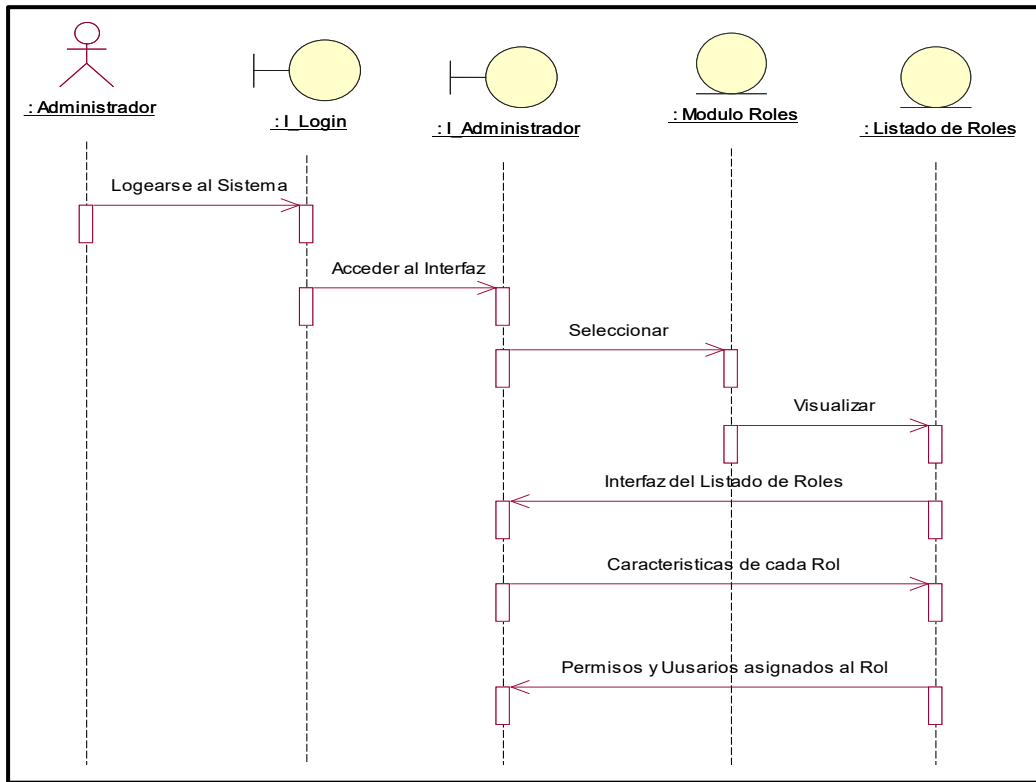 : Administrador
: I_Login
: I_Administrador
: Modulo Roles
: Listado de Roles
Logearse al Sistema
Acceder al Interfaz
Seleccionar
Visualizar
Interfaz del Listado de Roles
Caracteristicas de cada Rol
Permisos y Uusarios asignados al Rol